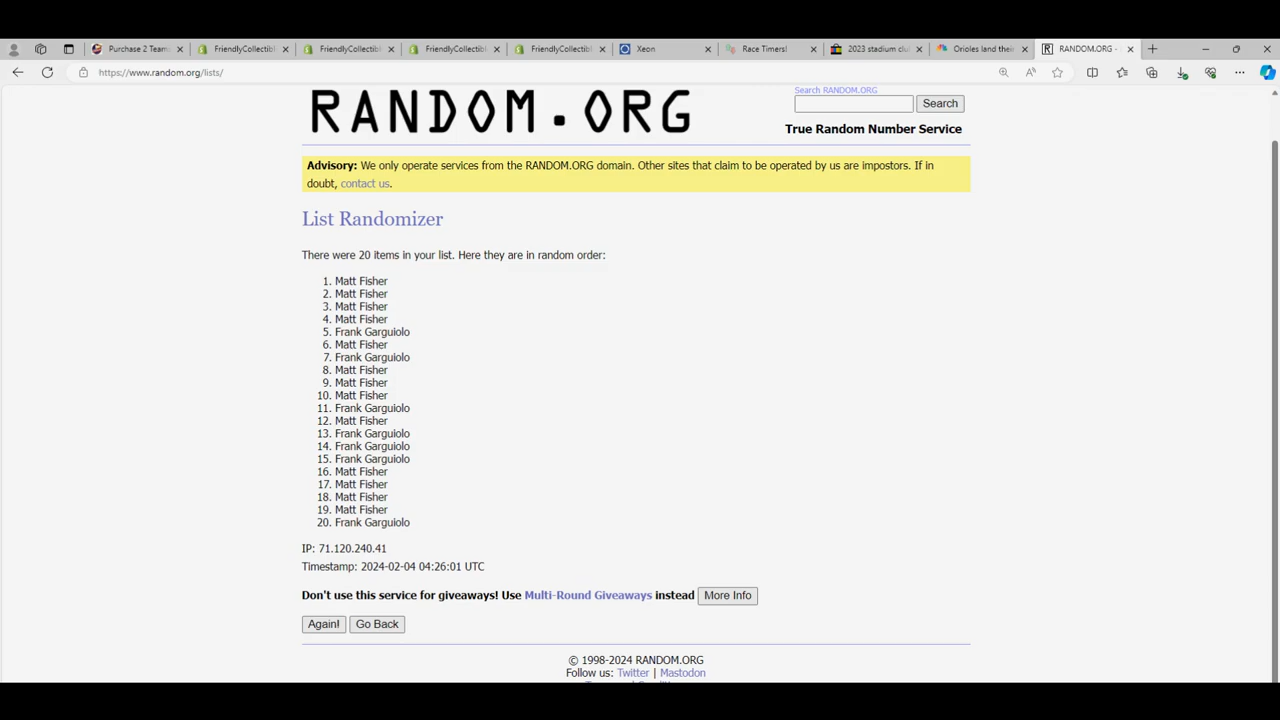 Purchase 2 Team
FriendlyCollectibl
FriendlyCollectibl
FriendlyCollectibl
FriendlyCollectibl
Xeon
Race Timers!
2023 stadium clu
Orioles land thei
RANDOM.ORG -
https://www.random.org/lists/
RANDOM.ORG
Search RANDOM.ORG
Search
True Random Number Service
Advisory: We only operate services from the RANDOM.ORG domain. Other sites that claim to be operated by us are impostors. If in
doubt, contact us.
List Randomizer
There were 20 items in your list. Here they are in random order:
1. Matt Fisher
2. Matt Fisher
3. Matt Fisher
4. Matt Fisher
5. Frank Garguiolo
6. Matt Fisher
7. Frank Garguiolo
8. Matt Fisher
9. Matt Fisher
10. Matt Fisher
11. Frank Garguiolo
12. Matt Fisher
13. Frank Garguiolo
14. Frank Garguiolo
15. Frank Garguiolo
16. Matt Fisher
17. Matt Fisher
18. Matt Fisher
19. Matt Fisher
20. Frank Garguiolo
IP: 71.120.240.41
Timestamp: 2024-02-04 04:26:01 UTC
Don't use this service for giveaways! Use Multi-Round Giveaways instead More Info
Again! Go Back
© 1998-2024 RANDOM.ORG
Follow us: Twitter | Mastodon